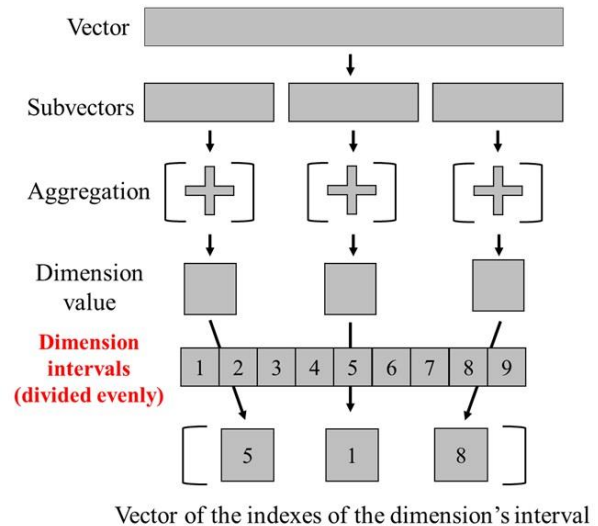 Vector
Subvectors
Aggregation
Dimension
value
Dimension
intervals
(divided evenly)
1 2 3 4 5 6 7 8 9
5 1 8
Vector of the indexes of the dimension's interval